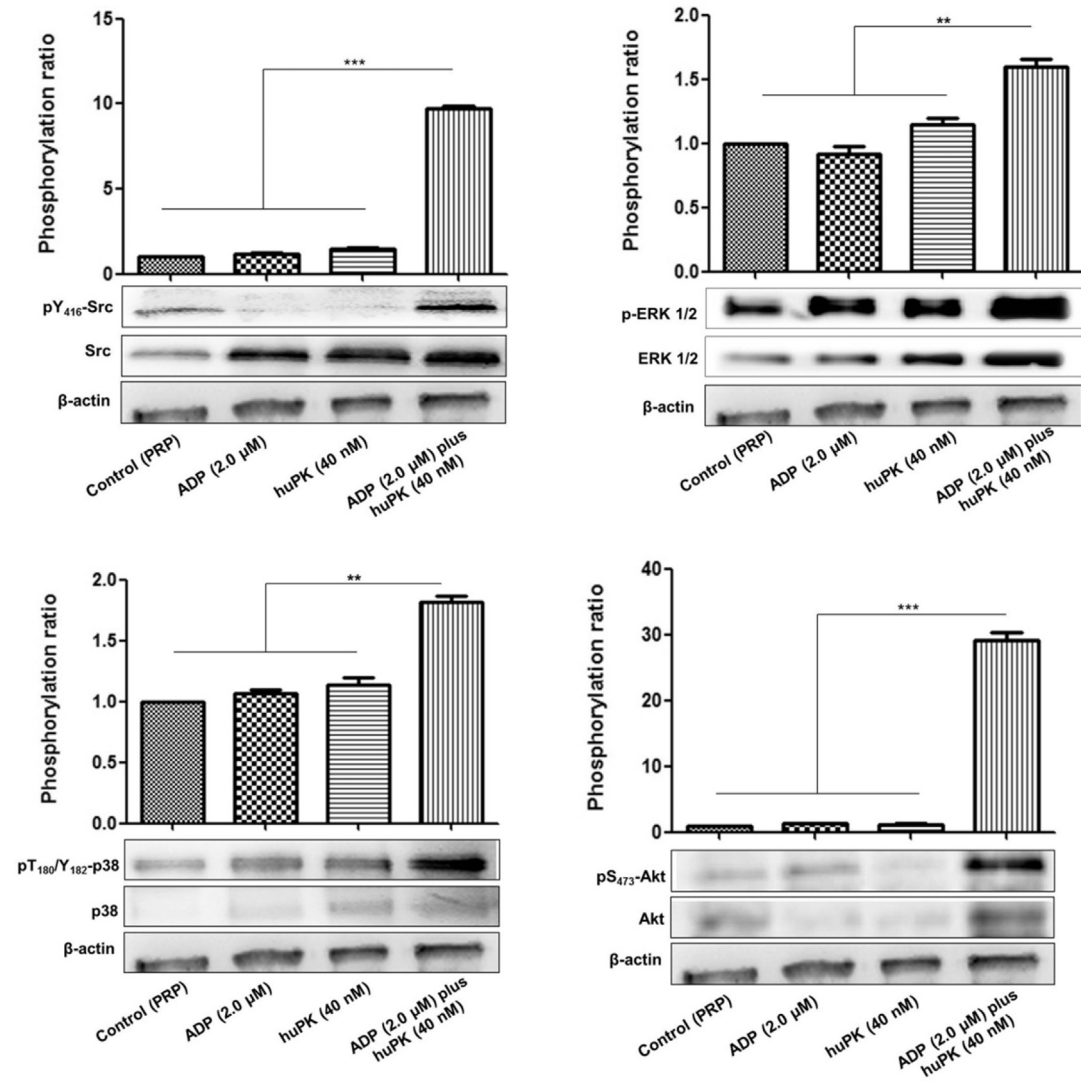 Phosphorylation ratio
15
10
5
0
***
pY416-Src
Src
β-actin
Control (PRP)
ADP (2.0 µM)
huPK (40 nM)
ADP (2.0 µM) plus
huPK (40 nM)
Phosphorylation ratio
2.0
1.5
1.0
0.5
0.0
**
p-ERK 1/2
ERK 1/2
β-actin
Control (PRP)
ADP (2.0 µM)
huPK (40 nM)
ADP (2.0 µM) plus
huPK (40 nM)
Phosphorylation ratio
2.0
1.5
1.0
0.5
0.0
**
pT180/Y182-p38
p38
β-actin
Control (PRP)
ADP (2.0 µM)
huPK (40 nM)
ADP (2.0 µM) plus
huPK (40 nM)
Phosphorylation ratio
40
30
20
10
0
***
pS473-Akt
Akt
β-actin
Control (PRP)
ADP (2.0 µM)
huPK (40 nM)
ADP (2.0 µM) plus
huPK (40 nM)